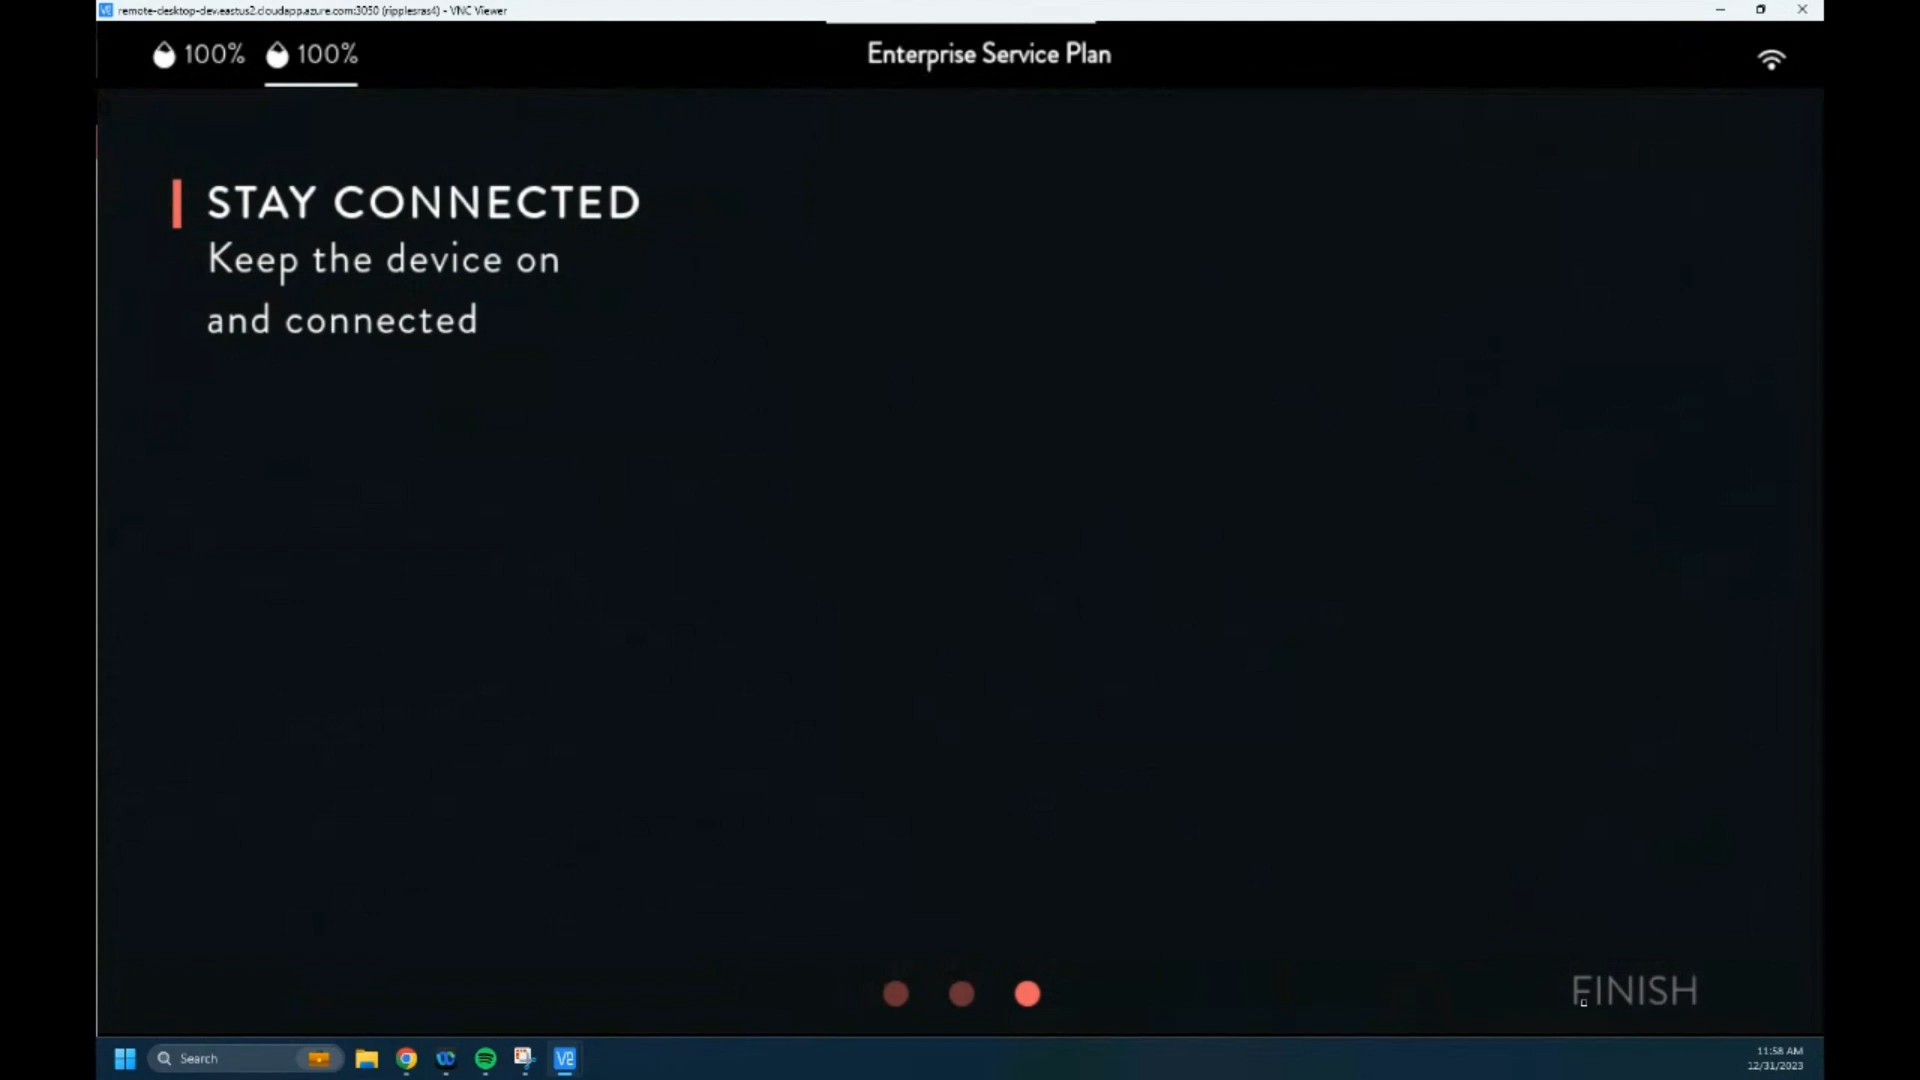 remote-desktop-dev.eastus2.cloudapp.azure.com:3050 (ripplesras4) - VNC Viewer
100% 100% Enterprise Service Plan
STAY CONNECTED
Keep the device on
and connected
FINISH
Search
11:58 AM
12/31/2023